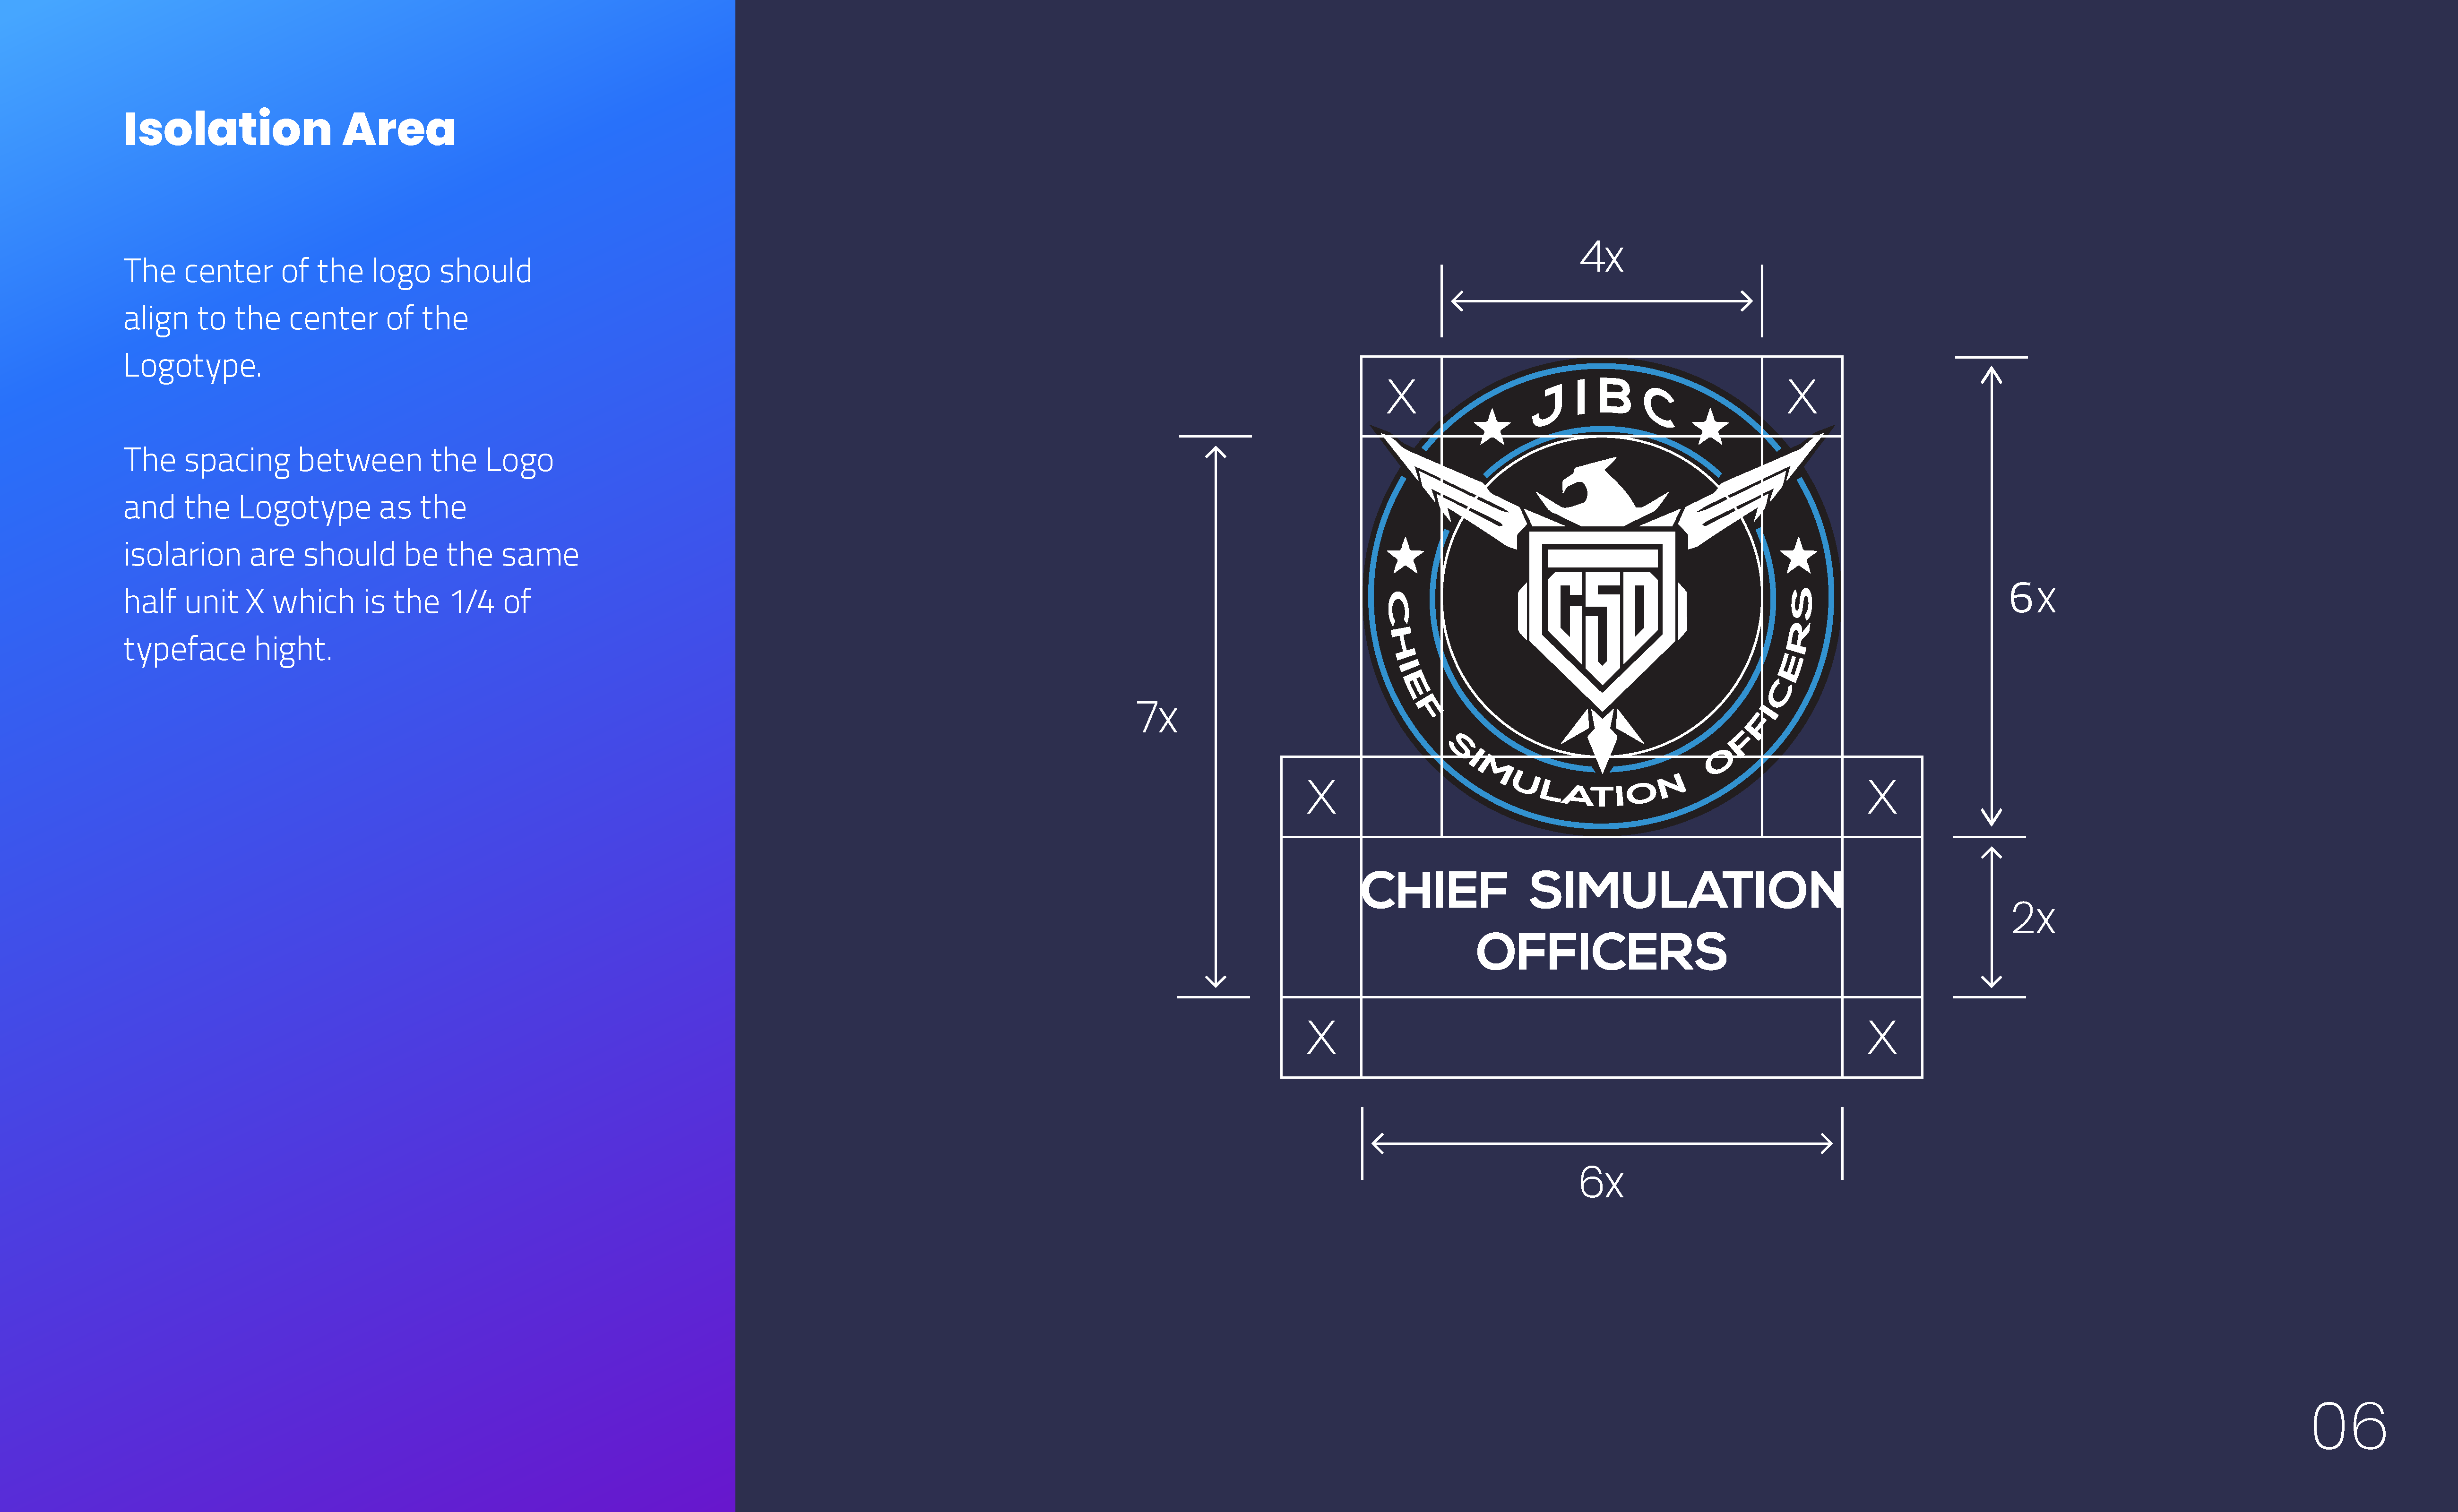 Isolation Area
The center of the logo should
align to the center of the
Logotype.
The spacing between the Logo
and the Logotype as the
isolarion are should be the same
half unit X which is the 1/4 of
typeface hight.
4x
X
X
JIBC
CSO
CHIEF SIMULATION OFFICERS
6x
7x
X
X
CHIEF SIMULATION
OFFICERS
2x
X
X
6x
06